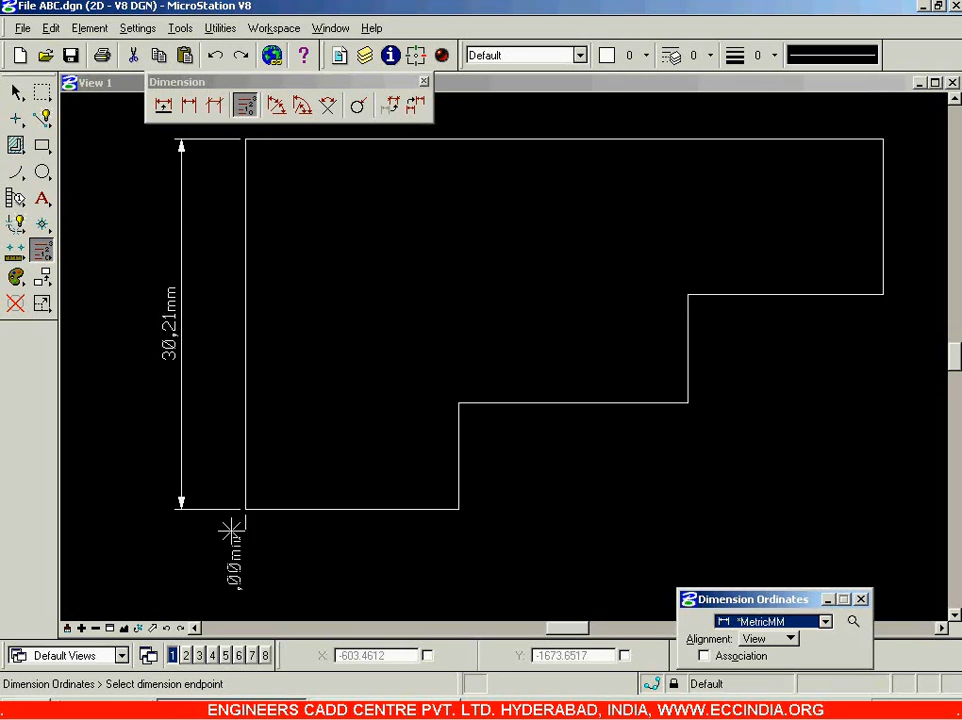 File ABC.dgn (2D - V8 DGN) - MicroStation V8
File Edit Element Settings Tools Utilities Workspace Window Help
Default 0 0 0
View 1
Dimension
30,21mm
,00mm
Dimension Ordinates
*MetricMM
Alignment: View
Association
Default Views 1 2 3 4 5 6 7 8 X: -603.4612 Y: -1673.6517
Dimension Ordinates > Select dimension endpoint Default
ENGINEERS CADD CENTRE PVT. LTD. HYDERABAD, INDIA, WWW.ECCINDIA.ORG